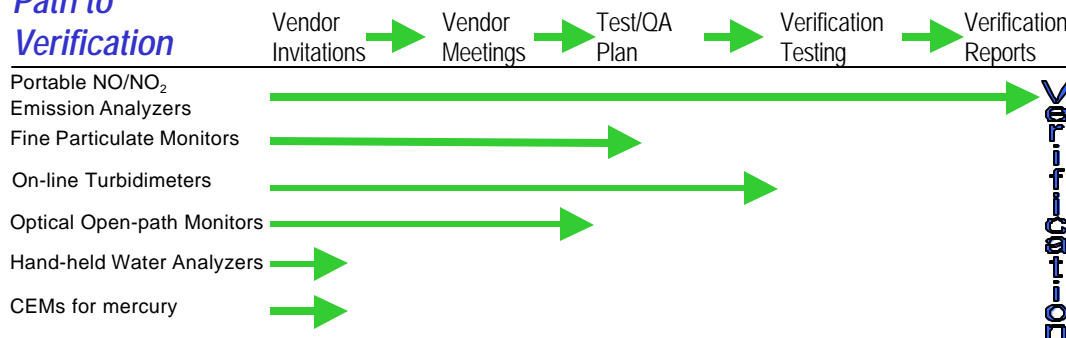 Path to
Verification
Vendor Invitations
Vendor Meetings
Test/QA Plan
Verification Testing
Verification Reports
Portable NO/NO₂
Emission Analyzers
Fine Particulate Monitors
On-line Turbidimeters
Optical Open-path Monitors
Hand-held Water Analyzers
CEMs for mercury
Verification